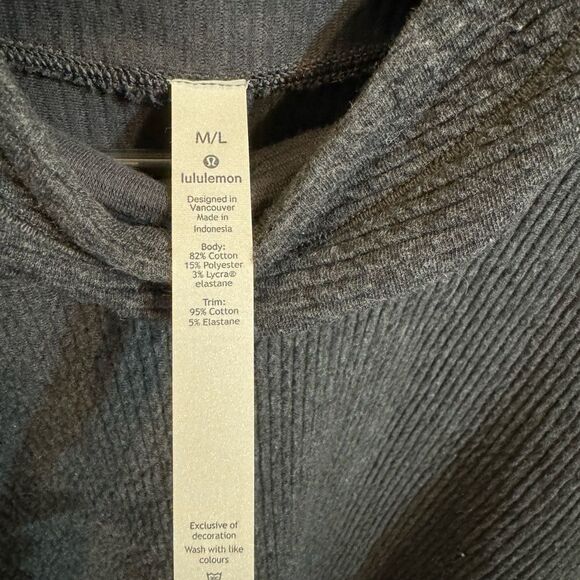 M/L
lululemon
Designed in
Vancouver
Made in
Indonesia
Body:
82% Cotton
15% Polyester
3% Lycra®
elastane
Trim:
95% Cotton
5% Elastane
Exclusive of
decoration
Wash with like
colours